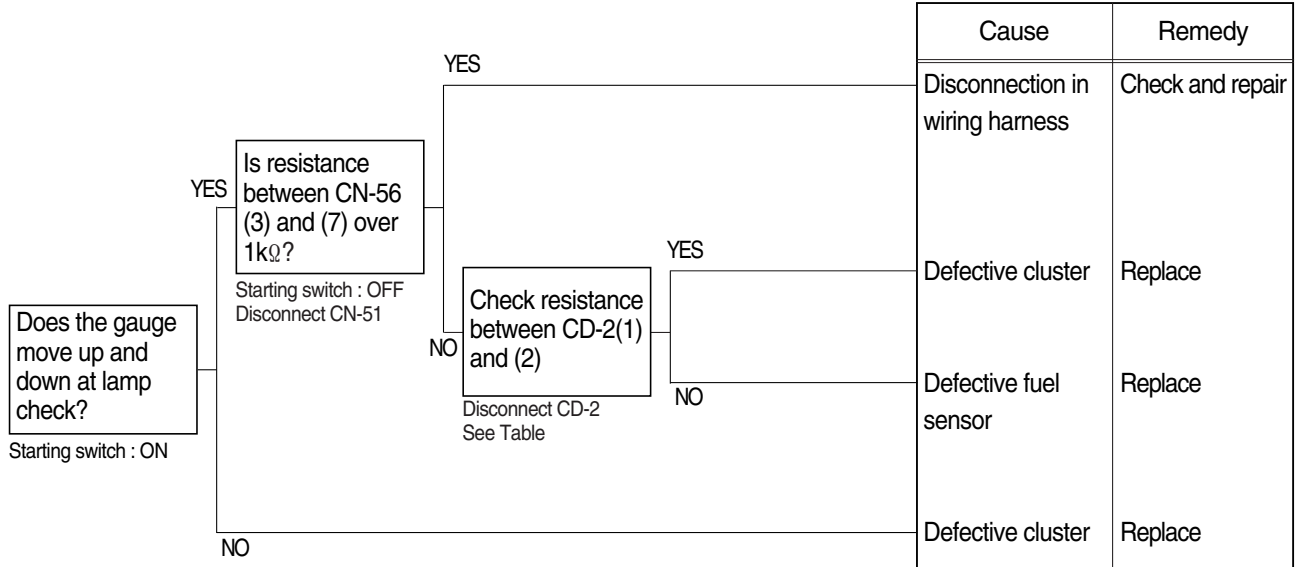 Cause
Remedy
YES
Disconnection in
wiring harness
Check and repair
YES
Is resistance
between CN-56
(3) and (7) over
1kΩ?
Starting switch : OFF
Disconnect CN-51
YES
Defective cluster
Replace
Check resistance
between CD-2(1)
and (2)
NO
Disconnect CD-2
See Table
Does the gauge
move up and
down at lamp
check?
Starting switch : ON
NO
Defective fuel
sensor
Replace
NO
Defective cluster
Replace